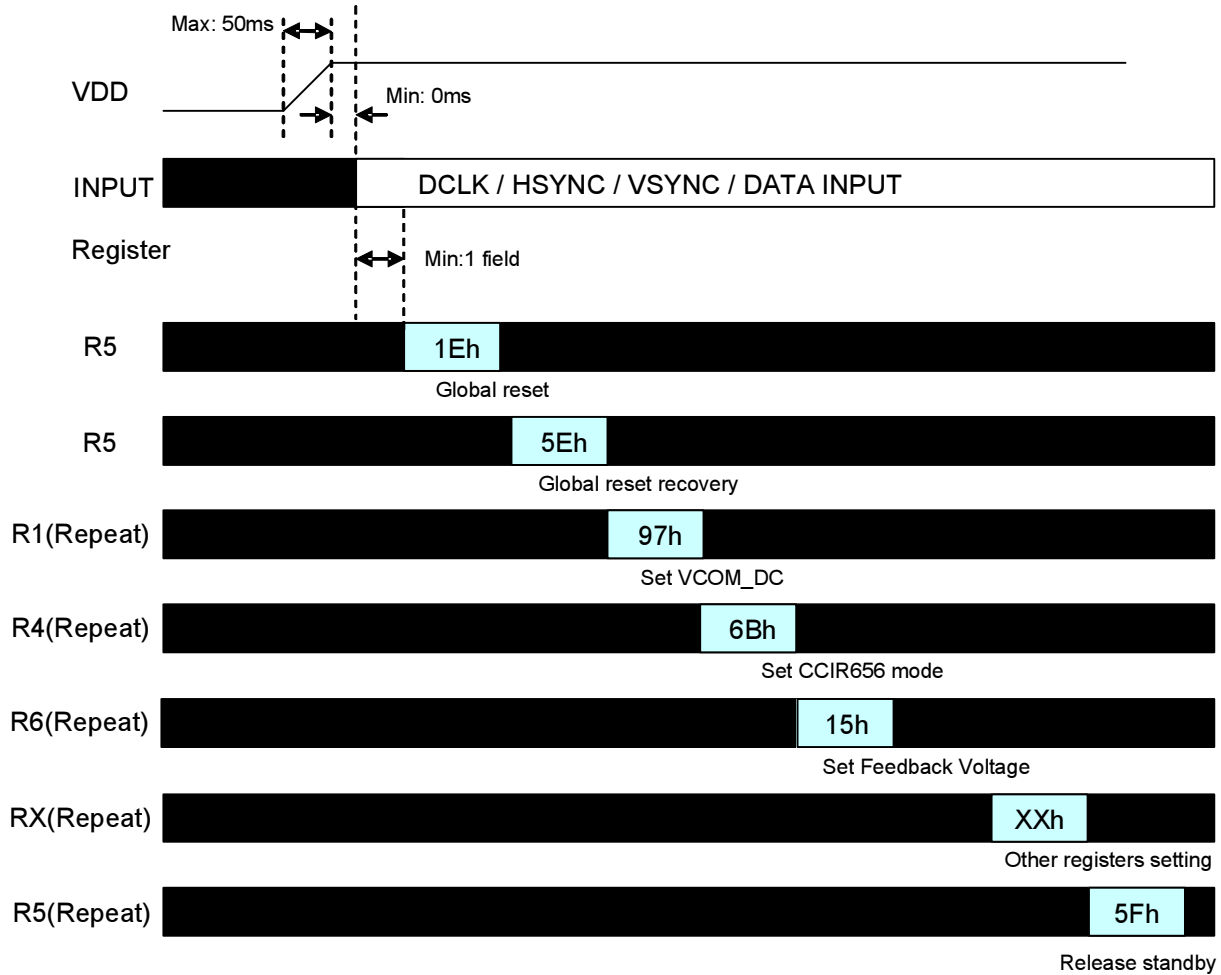 Max: 50ms
VDD
Min: 0ms
INPUT
DCLK / HSYNC / VSYNC / DATA INPUT
Register
Min:1 field
R5
1Eh
Global reset
R5
5Eh
Global reset recovery
R1(Repeat)
97h
Set VCOM_DC
R4(Repeat)
6Bh
Set CCIR656 mode
R6(Repeat)
15h
Set Feedback Voltage
RX(Repeat)
XXh
Other registers setting
R5(Repeat)
5Fh
Release standby